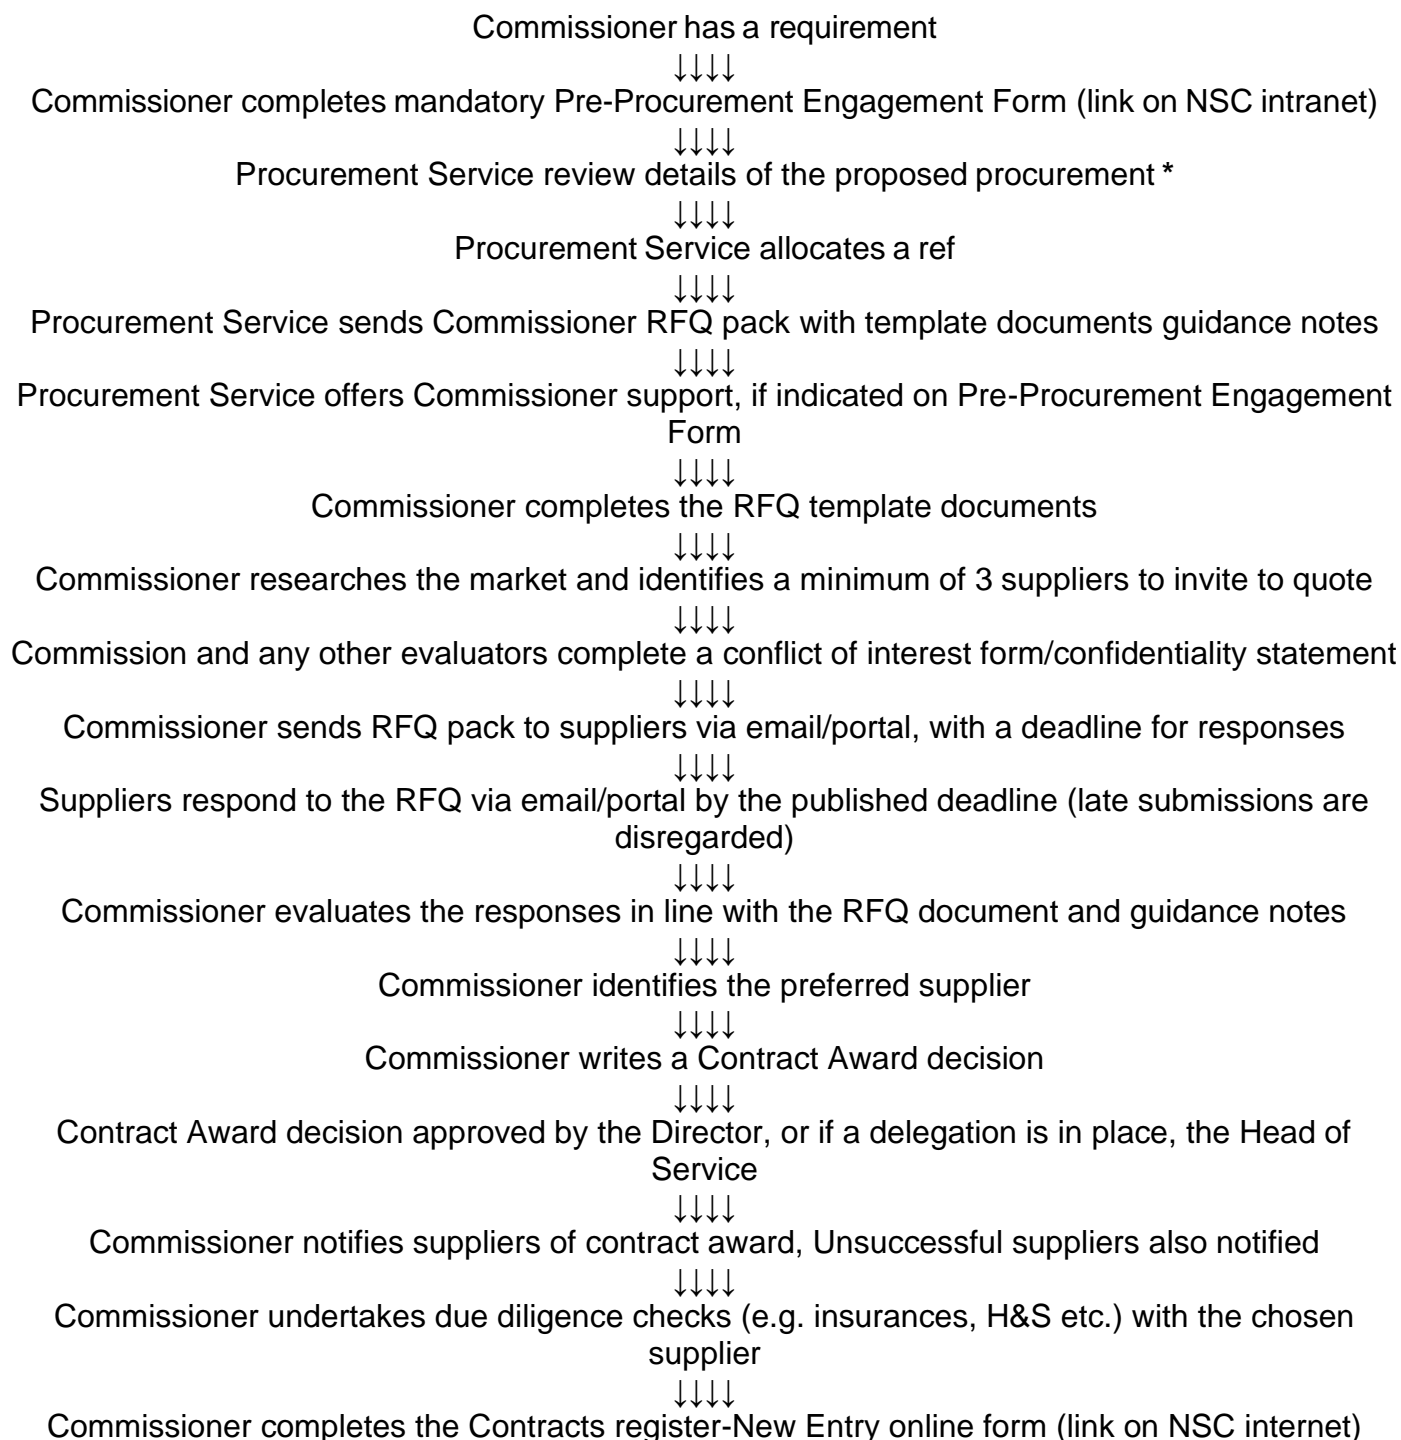 Commissioner has a requirement
↓↓↓↓
Commissioner completes mandatory Pre-Procurement Engagement Form (link on NSC intranet)
↓↓↓↓
Procurement Service review details of the proposed procurement *
↓↓↓↓
Procurement Service allocates a ref
↓↓↓↓
Procurement Service sends Commissioner RFQ pack with template documents guidance notes
↓↓↓↓
Procurement Service offers Commissioner support, if indicated on Pre-Procurement Engagement
Form
↓↓↓↓
Commissioner completes the RFQ template documents
↓↓↓↓
Commissioner researches the market and identifies a minimum of 3 suppliers to invite to quote
↓↓↓↓
Commission and any other evaluators complete a conflict of interest form/confidentiality statement
↓↓↓↓
Commissioner sends RFQ pack to suppliers via email/portal, with a deadline for responses
↓↓↓↓
Suppliers respond to the RFQ via email/portal by the published deadline (late submissions are
disregarded)
↓↓↓↓
Commissioner evaluates the responses in line with the RFQ document and guidance notes
↓↓↓↓
Commissioner identifies the preferred supplier
↓↓↓↓
Commissioner writes a Contract Award decision
↓↓↓↓
Contract Award decision approved by the Director, or if a delegation is in place, the Head of
Service
↓↓↓↓
Commissioner notifies suppliers of contract award, Unsuccessful suppliers also notified
↓↓↓↓
Commissioner undertakes due diligence checks (e.g. insurances, H&S etc.) with the chosen
supplier
↓↓↓↓
Commissioner completes the Contracts register-New Entry online form (link on NSC internet)